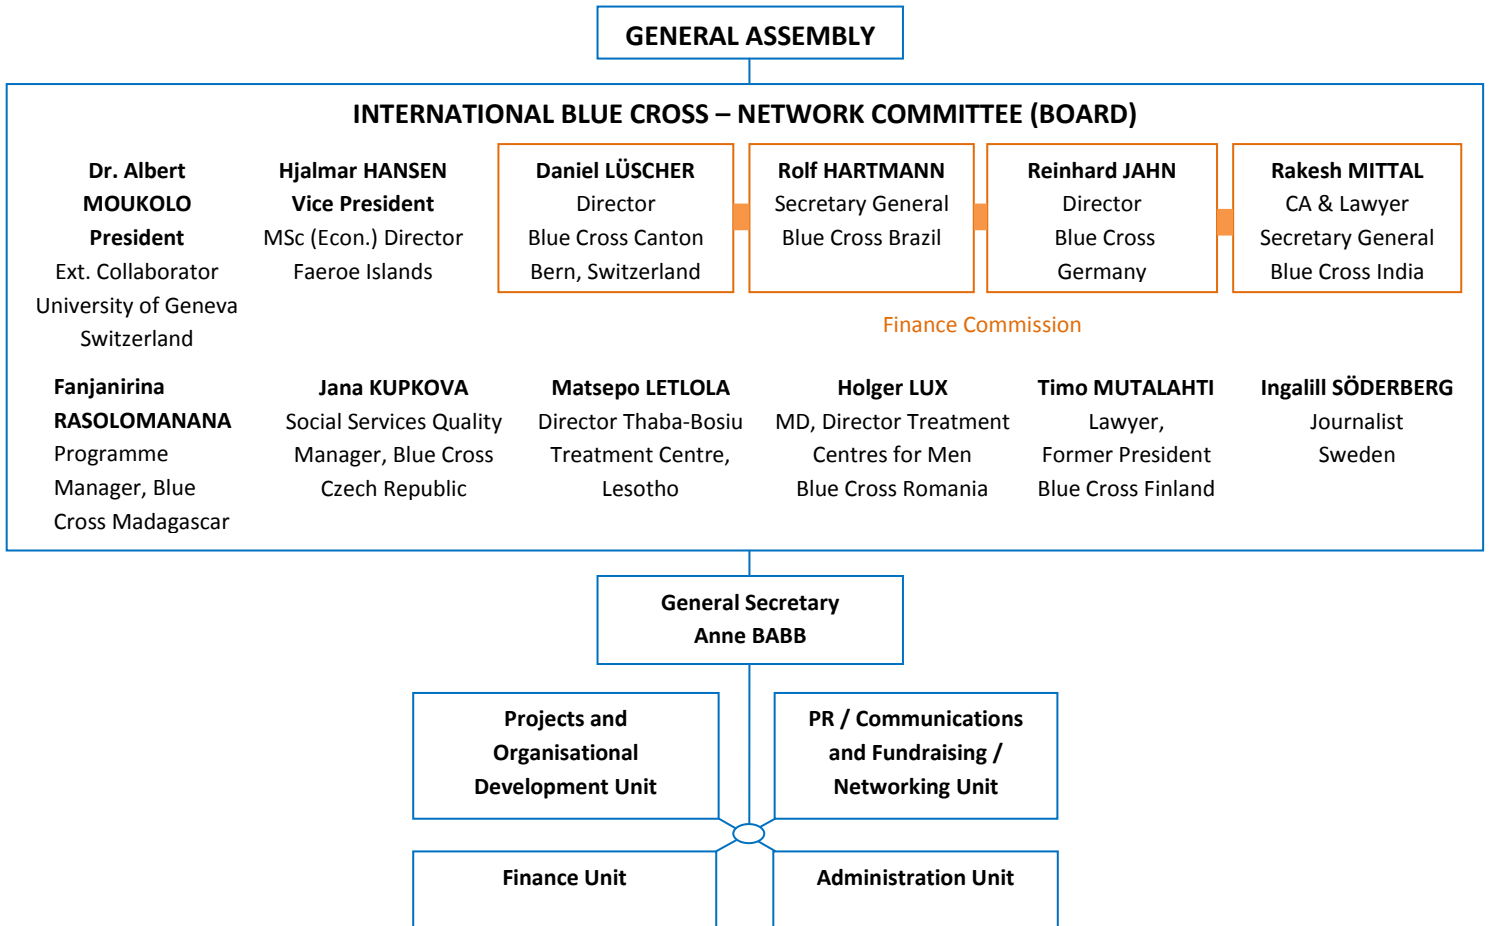 GENERAL ASSEMBLY
INTERNATIONAL BLUE CROSS – NETWORK COMMITTEE (BOARD)
Dr. Albert
MOUKOLO
President
Ext. Collaborator
University of Geneva
Switzerland
Hjalmar HANSEN
Vice President
MSc (Econ.) Director
Faeroe Islands
Daniel LÜSCHER
Director
Blue Cross Canton
Bern, Switzerland
Rolf HARTMANN
Secretary General
Blue Cross Brazil
Reinhard JAHN
Director
Blue Cross
Germany
Rakesh MITTAL
CA & Lawyer
Secretary General
Blue Cross India
Finance Commission
Fanjanirina
RASOLOMANANA
Programme
Manager, Blue
Cross Madagascar
Jana KUPKOVA
Social Services Quality
Manager, Blue Cross
Czech Republic
Matsepo LETLOLA
Director Thaba-Bosiu
Treatment Centre,
Lesotho
Holger LUX
MD, Director Treatment
Centres for Men
Blue Cross Romania
Timo MUTALAHTI
Lawyer,
Former President
Blue Cross Finland
Ingalill SÖDERBERG
Journalist
Sweden
General Secretary
Anne BABB
Projects and
Organisational
Development Unit
PR / Communications
and Fundraising /
Networking Unit
Finance Unit
Administration Unit